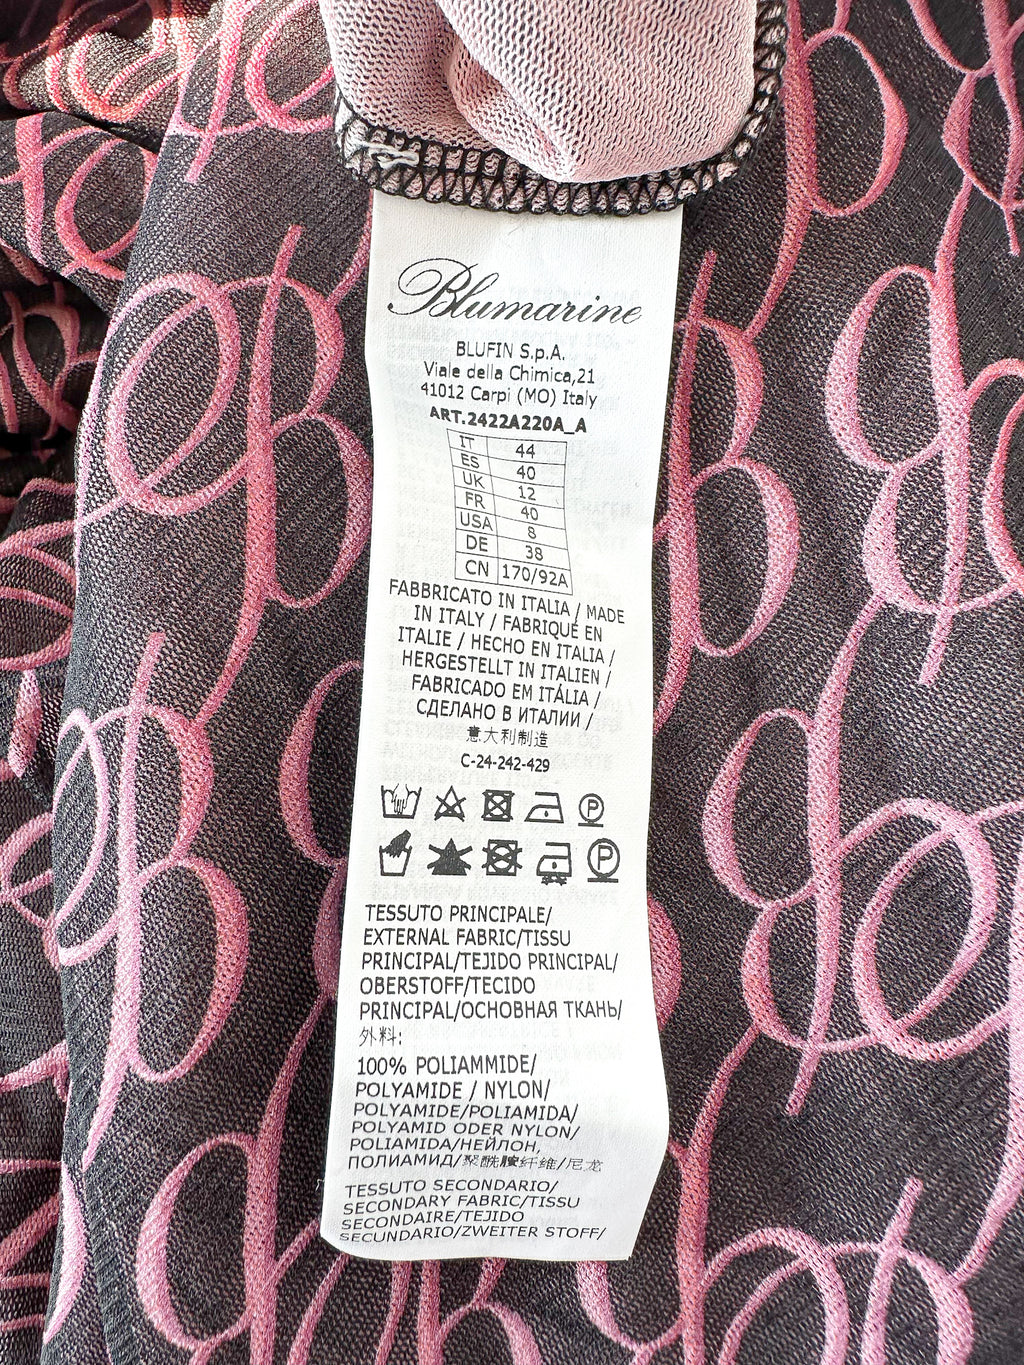 Blumarine
BLUFIN S.p.A.
Viale della Chimica,21
41012 Carpi (MO) Italy
ART.2422A220A_A
IT 44
ES 40
UK 12
FR 40
USA 8
DE 38
CN 170/92A
FABBRICATO IN ITALIA / MADE
IN ITALY / FABRIQUÉ EN
ITALIE / HECHO EN ITALIA /
HERGESTELLT IN ITALIEN /
FABRICADO EM ITÁLIA /
СДЕЛАНО В ИТАЛИИ /
意大利制造
C-24-242-429
P
P
TESSUTO PRINCIPALE/
EXTERNAL FABRIC/TISSU
PRINCIPAL/TEJIDO PRINCIPAL/
OBERSTOFF/TECIDO
PRINCIPAL/ОСНОВНАЯ ТКАНЬ/
外料:
100% POLIAMMIDE/
POLYAMIDE / NYLON/
POLYAMIDE/POLIAMIDA/
POLYAMID ODER NYLON/
POLIAMIDA/НЕЙЛОН,
ПОЛИАМИД/聚酰胺纤维/尼龙
TESSUTO SECONDARIO/
SECONDARY FABRIC/TISSU
SECONDAIRE/TEJIDO
SECUNDARIO/ZWEITER STOFF/